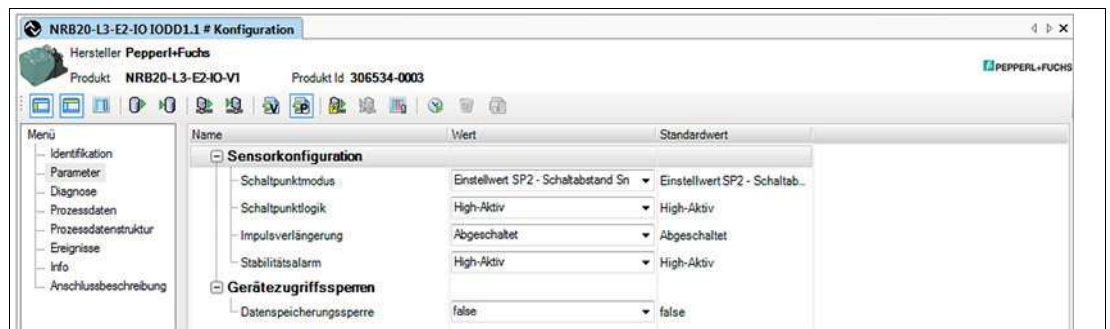 NRB20-L3-E2-IO IODD1.1 # Konfiguration
Hersteller Pepperl+Fuchs
Produkt NRB20-L3-E2-IO-V1 Produkt Id 306534-0003
PEPPERL+FUCHS
Menü
Identifikation
Parameter
Diagnose
Prozessdaten
Prozessdatenstruktur
Ereignisse
Info
Anschlussbeschreibung
Name Wert Standardwert
Sensorkonfiguration
Schaltpunktmodus Einstellwert SP2 - Schaltabstand Sn Einstellwert SP2 - Schaltab...
Schaltpunktlogik High-Aktiv High-Aktiv
Impulsverlängerung Abgeschaltet Abgeschaltet
Stabilitätsalarm High-Aktiv High-Aktiv
Gerätezugriffssperren
Datenspeicherungssperre false false